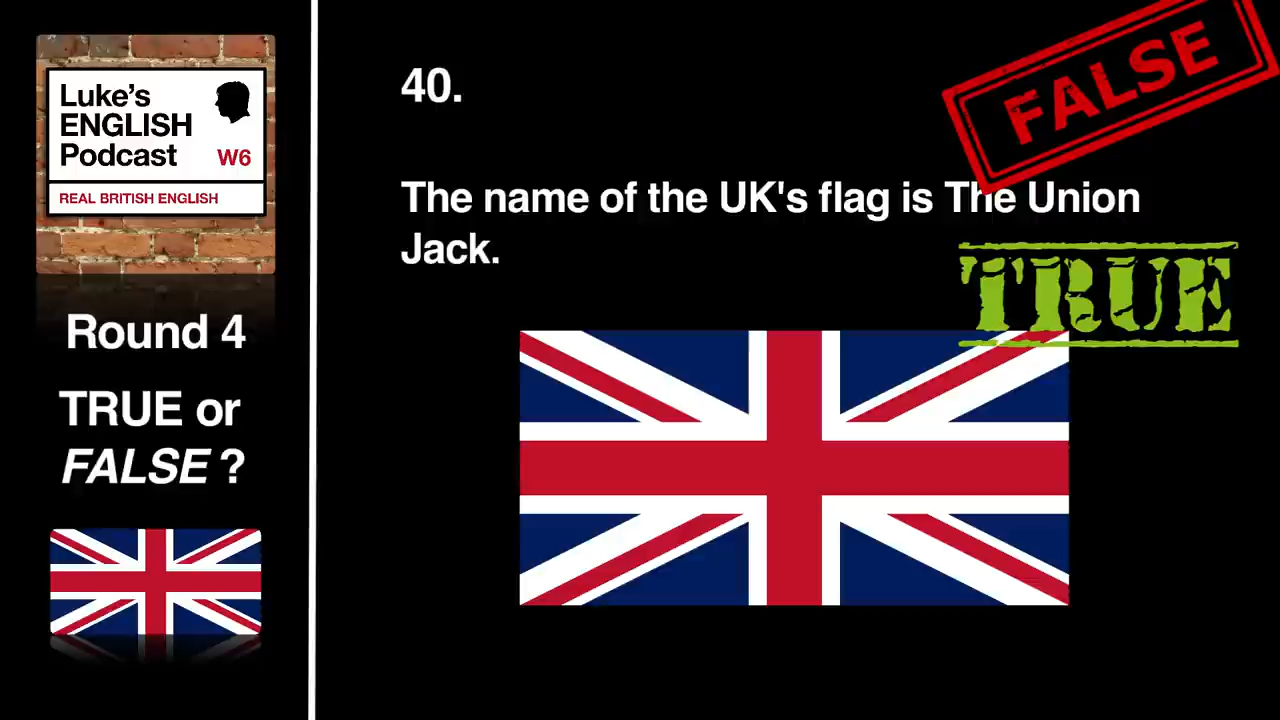 Luke's
ENGLISH
Podcast
W6
REAL BRITISH ENGLISH
Round 4
TRUE or
FALSE ?
40.
The name of the UK's flag is The Union
Jack.
FALSE
TRUE